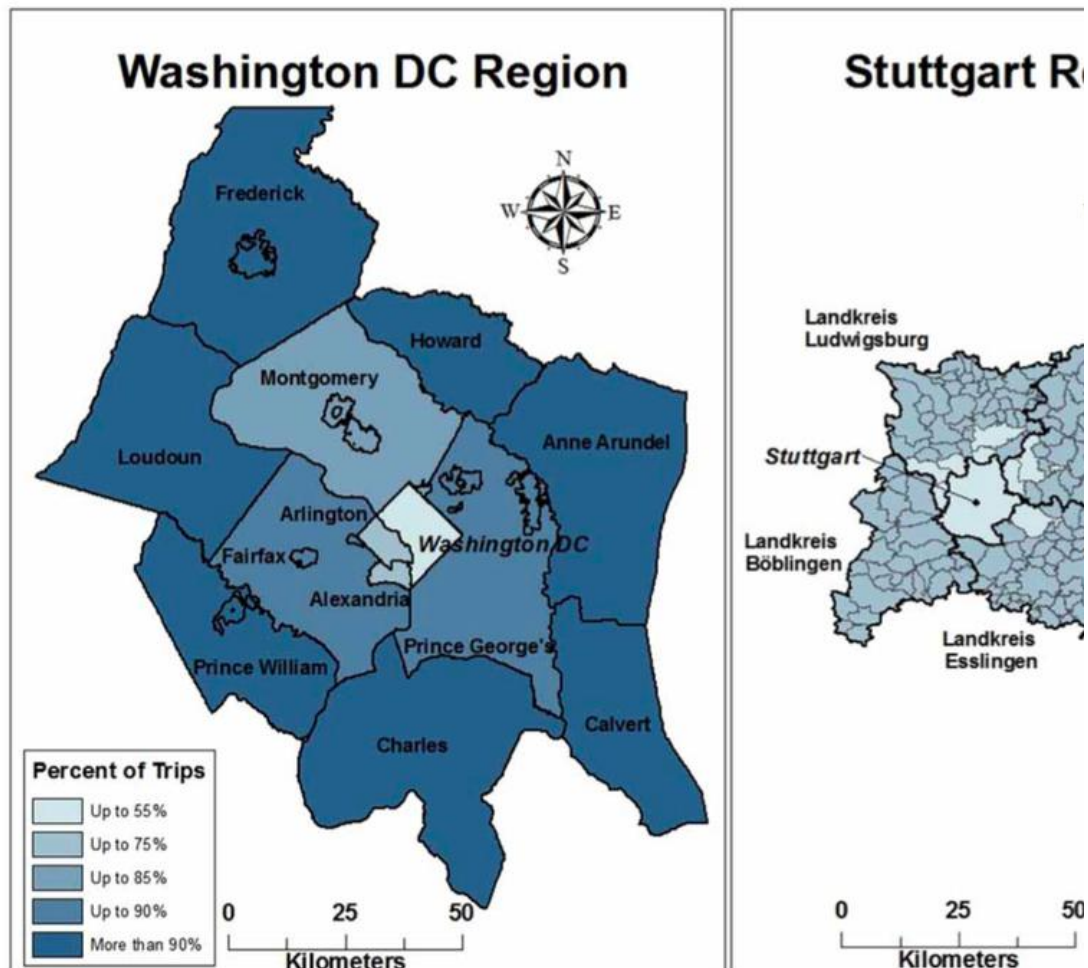 Washington DC Region
N
W
E
S
Frederick
Howard
Montgomery
Anne Arundel
Loudoun
Arlington
Washington DC
Fairfax
Alexandria
Prince George's
Prince William
Calvert
Charles
Percent of Trips
Up to 55%
Up to 75%
Up to 85%
Up to 90%
More than 90%
0 25 50
Kilometers
Stuttgart Re
Landkreis
Ludwigsburg
Stuttgart
Landkreis
Böblingen
Landkreis
Esslingen
0 25 50
Kilometers